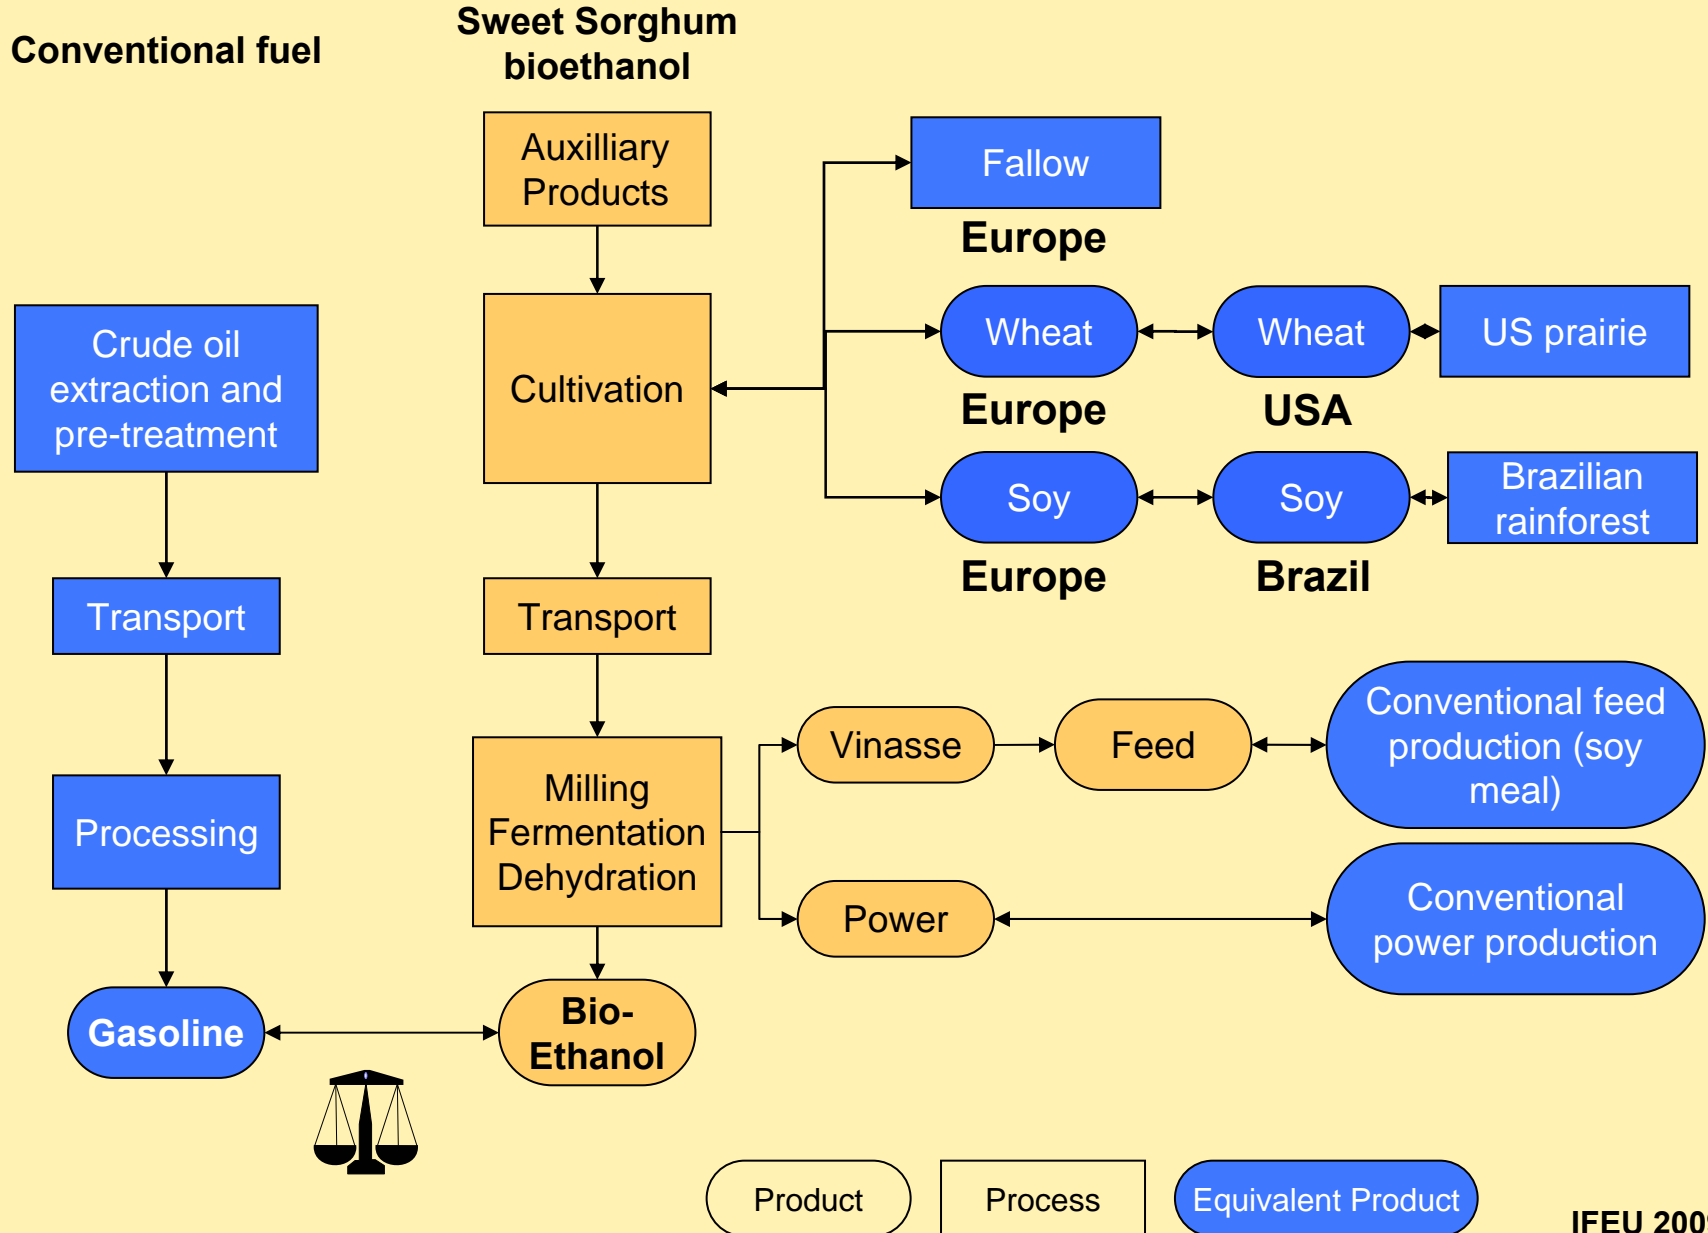 Conventional fuel
Sweet Sorghum
bioethanol
Auxilliary
Products
Fallow
Europe
Crude oil
extraction and
pre-treatment
Cultivation
Wheat
Wheat
US prairie
Europe
USA
Soy
Soy
Brazilian
rainforest
Europe
Brazil
Transport
Transport
Processing
Milling
Fermentation
Dehydration
Vinasse
Feed
Conventional feed
production (soy
meal)
Power
Conventional
power production
Gasoline
Bio-
Ethanol
Product
Process
Equivalent Product
IFEU 2009